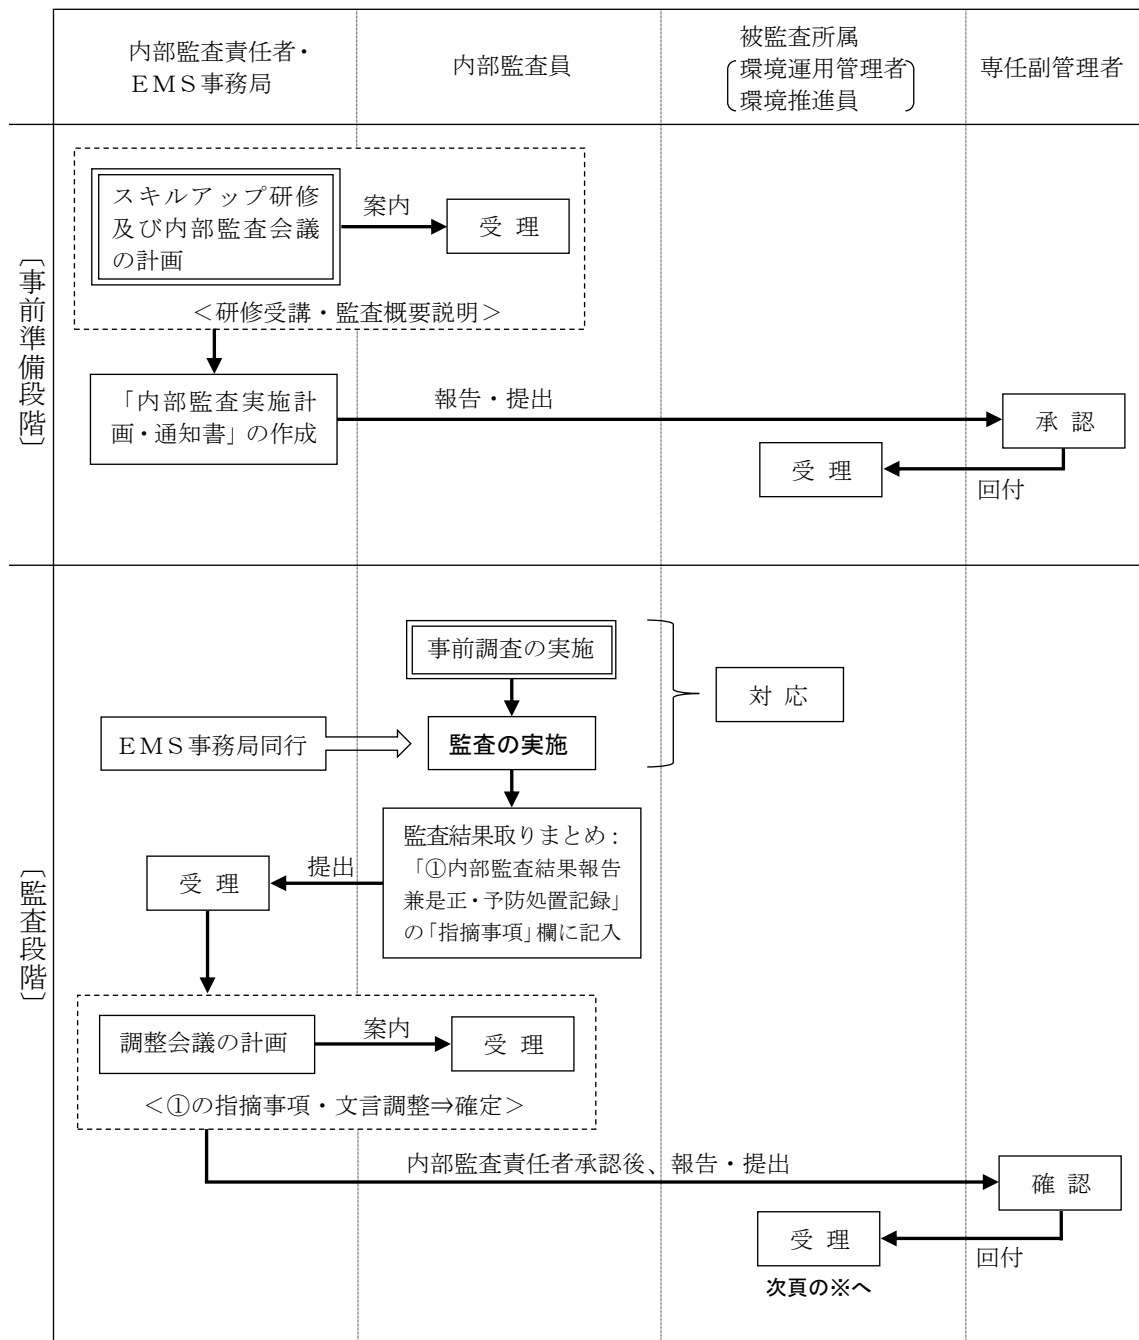 内部監査責任者・
ＥＭＳ事務局
内部監査員
被監査所属
環境運用管理者
環境推進員
専任副管理者
〔事前準備段階〕
スキルアップ研修
及び内部監査会議
の計画
案内
受 理
＜研修受講・監査概要説明＞
「内部監査実施計
画・通知書」の作成
報告・提出
承 認
受 理
回付
〔監査段階〕
事前調査の実施
対 応
ＥＭＳ事務局同行
監査の実施
監査結果取りまとめ：
「①内部監査結果報告
兼是正・予防処置記録」
の「指摘事項」欄に記入
提出
受 理
調整会議の計画
案内
受 理
＜①の指摘事項・文言調整⇒確定＞
内部監査責任者承認後、報告・提出
確 認
受 理
回付
次頁の※へ